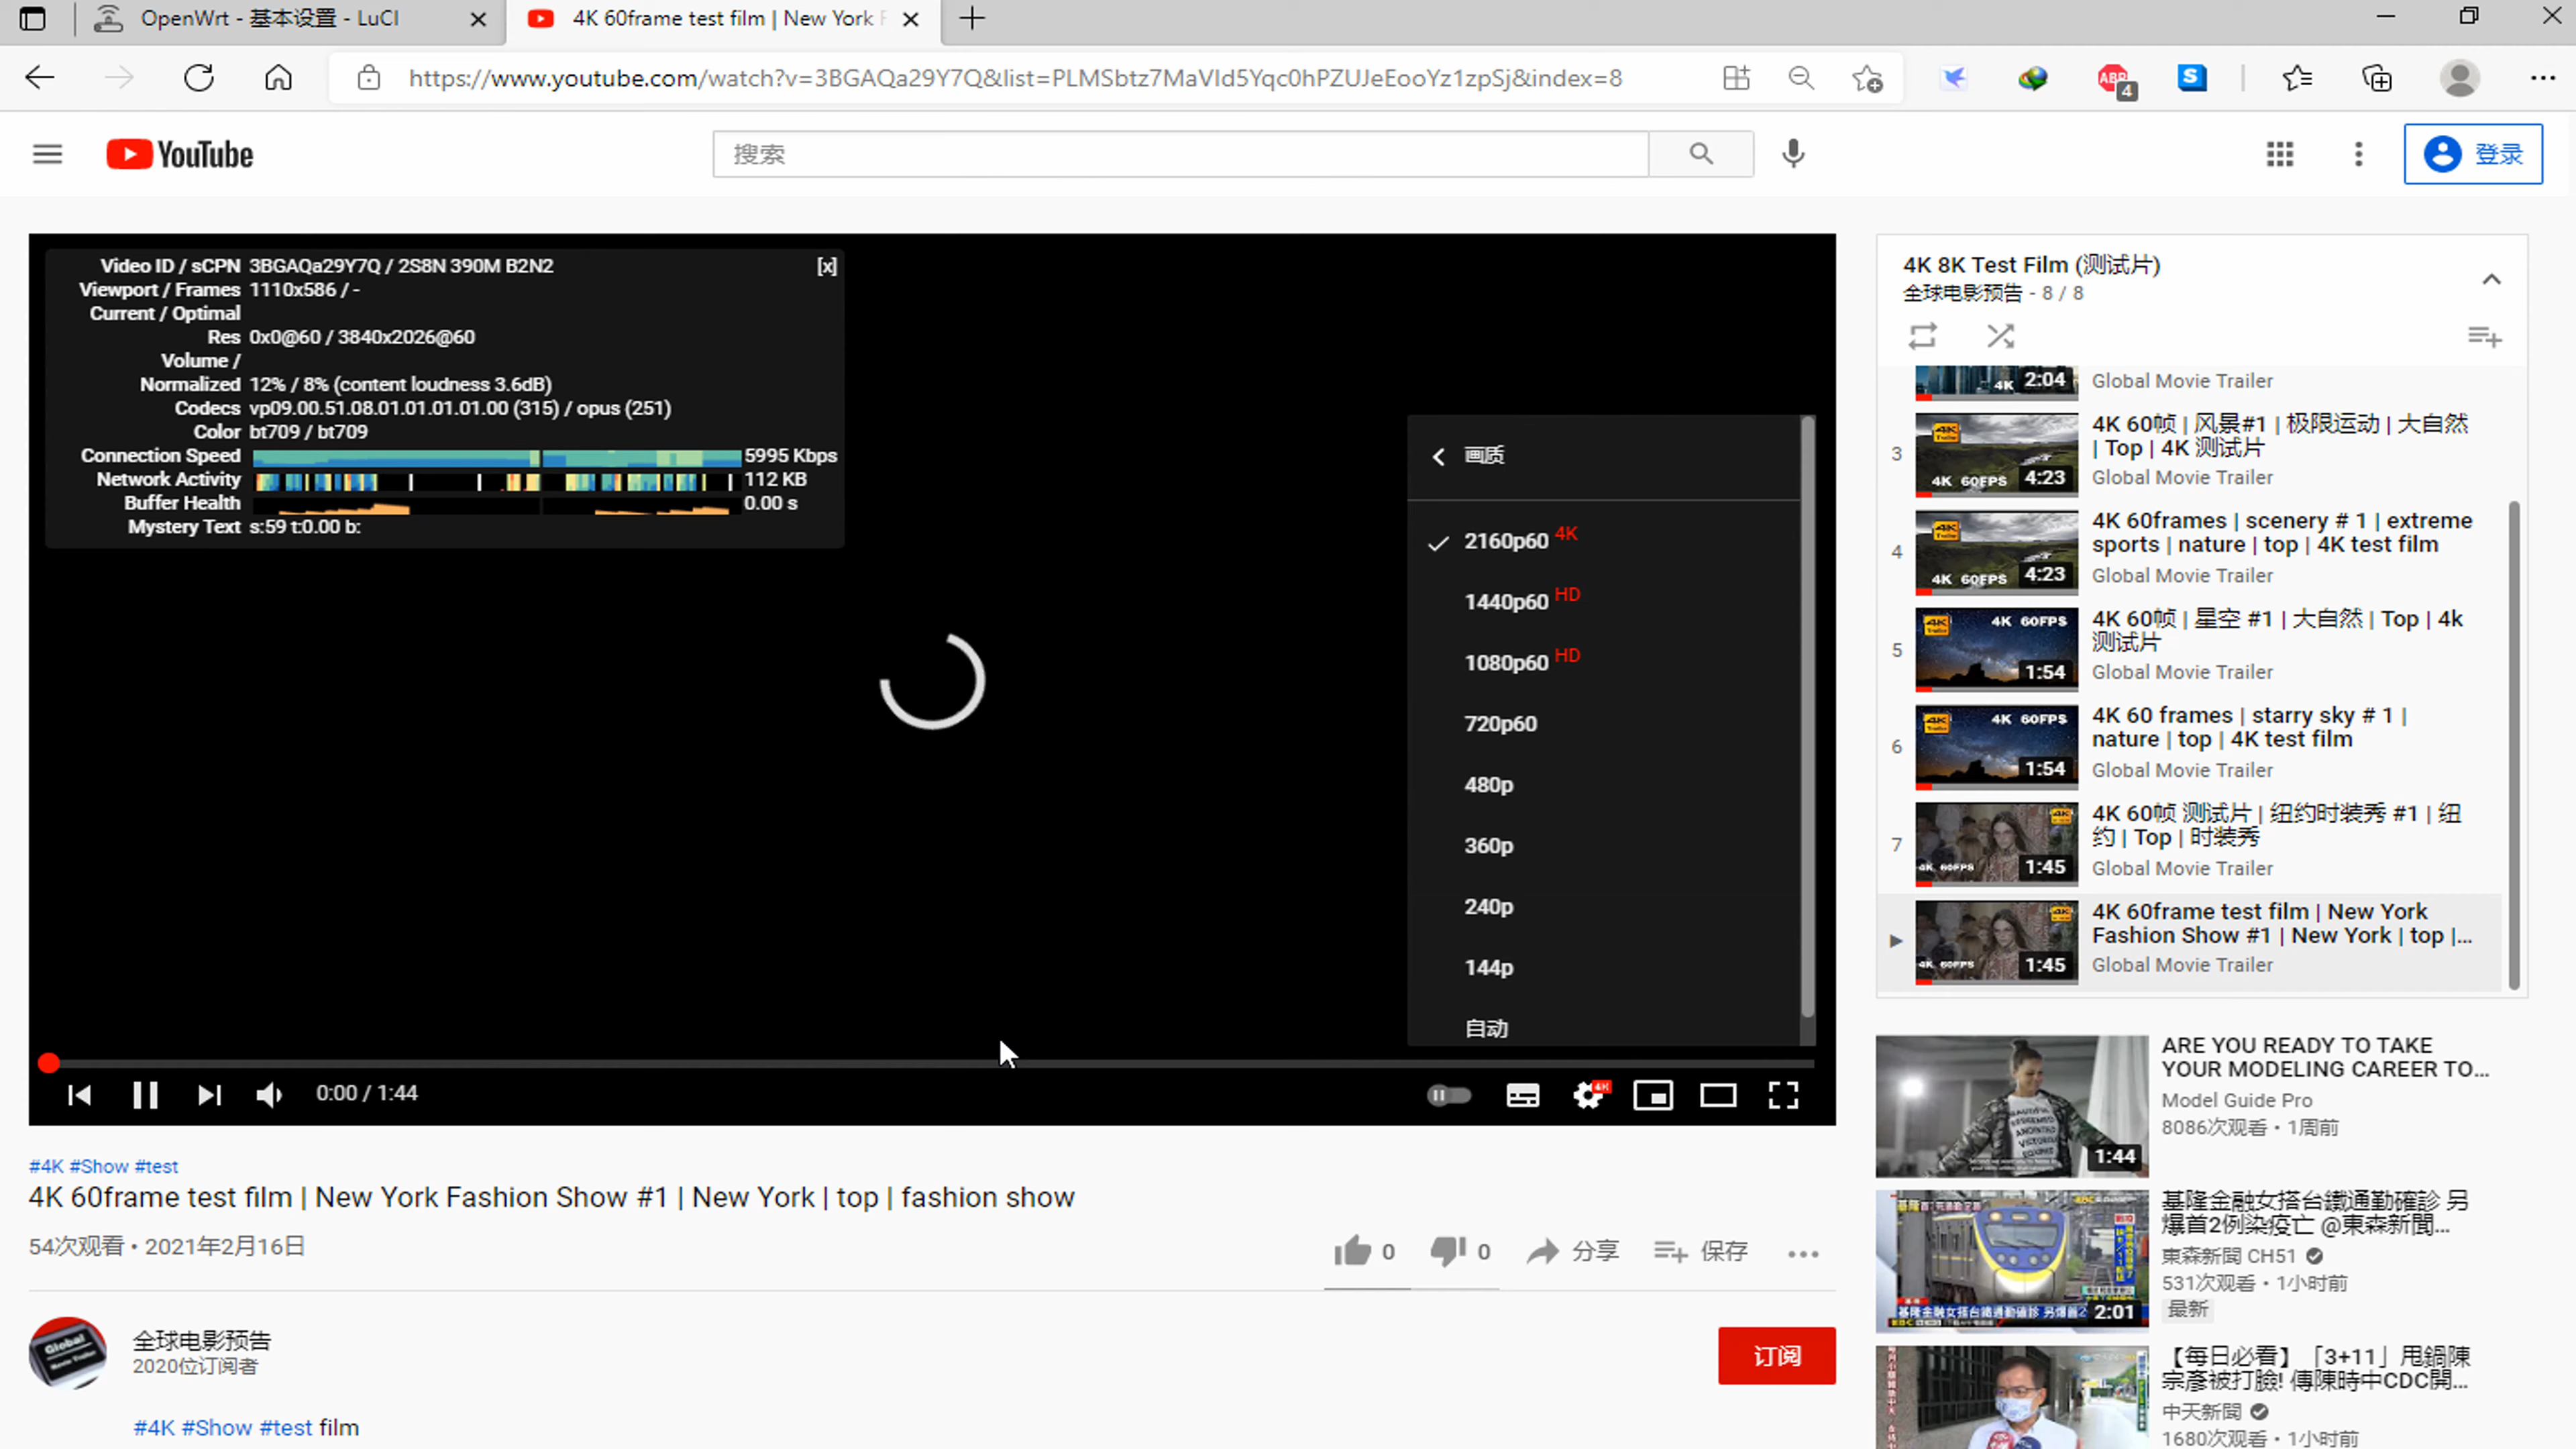 OpenWrt - 基本设置 - LuCI
4K 60frame test film | New York F
https://www.youtube.com/watch?v=3BGAQa29Y7Q&list=PLMSbtz7MaVId5Yqc0hPZUJeEooYz1zpSj&index=8
ABP
4
S
YouTube
搜索
登录
Video ID / sCPN 3BGAQa29Y7Q / 2S8N 390M B2N2
[x]
Viewport / Frames 1110x586 / -
Current / Optimal
Res 0x0@60 / 3840x2026@60
Volume /
Normalized 12% / 8% (content loudness 3.6dB)
Codecs vp09.00.51.08.01.01.01.01.00 (315) / opus (251)
Color bt709 / bt709
Connection Speed 5995 Kbps
Network Activity 112 KB
Buffer Health 0.00 s
Mystery Text s:59 t:0.00 b:
画质
2160p60 4K
1440p60 HD
1080p60 HD
720p60
480p
360p
240p
144p
自动
0:00 / 1:44
4K
#4K #Show #test
4K 60frame test film | New York Fashion Show #1 | New York | top | fashion show
54次观看 • 2021年2月16日
0
0
分享
保存
Global
Movie Trailer
全球电影预告
2020位订阅者
订阅
#4K #Show #test film
4K 8K Test Film (测试片)
全球电影预告 - 8 / 8
4K 2:04
Global Movie Trailer
3
4K 60FPS 4:23
4K 60帧 | 风景#1 | 极限运动 | 大自然
| Top | 4K 测试片
Global Movie Trailer
4
4K 60FPS 4:23
4K 60frames | scenery # 1 | extreme
sports | nature | top | 4K test film
Global Movie Trailer
5
4K 60FPS
1:54
4K 60帧 | 星空 #1 | 大自然 | Top | 4k
测试片
Global Movie Trailer
6
4K 60FPS
1:54
4K 60 frames | starry sky # 1 |
nature | top | 4K test film
Global Movie Trailer
7
4K 60FPS 1:45
4K 60帧 测试片 | 纽约时装秀 #1 | 纽
约 | Top | 时装秀
Global Movie Trailer
4K 60FPS 1:45
4K 60frame test film | New York
Fashion Show #1 | New York | top |...
Global Movie Trailer
1:44
ARE YOU READY TO TAKE
YOUR MODELING CAREER TO...
Model Guide Pro
8086次观看 • 1周前
2:01
基隆金融女搭台鐵通勤確診 另
爆首2例染疫亡 @東森新聞...
東森新聞 CH51
531次观看 • 1小时前
最新
【每日必看】「3+11」甩鍋陳
宗彥被打臉! 傳陳時中CDC開...
中天新聞
1680次观看 • 1小时前